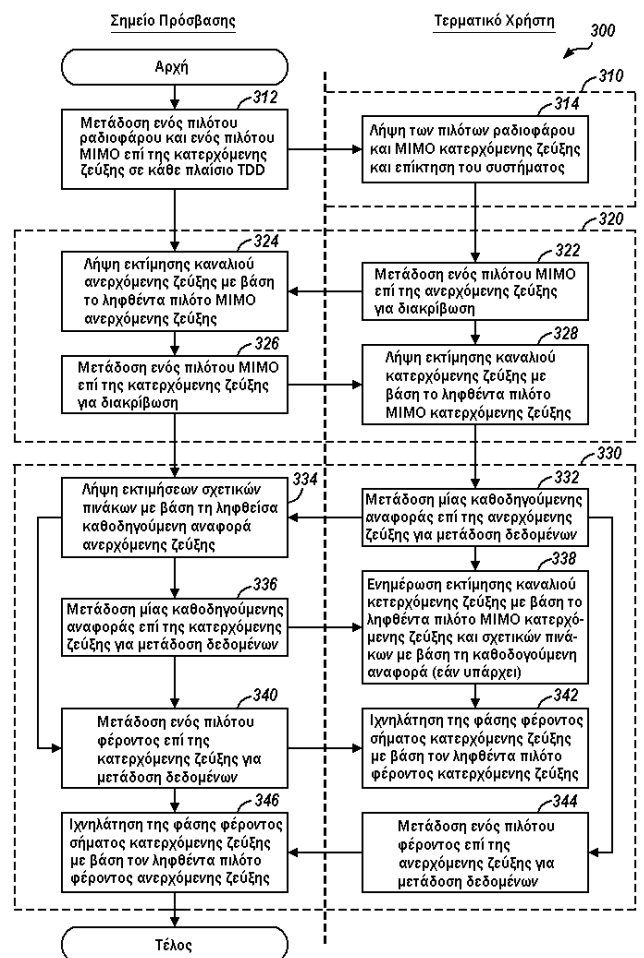 Σημείο Πρόσβασης
Τερματικό Χρήστη
300
Αρχή
310
312
Μετάδοση ενός πιλότου
ραδιοφάρου και ενός πιλότου
MIMO επί της κατερχόμενης
ζεύξης σε κάθε πλαίσιο TDD
314
Λήψη των πιλότων ραδιοφάρου
και MIMO κατερχόμενης ζεύξης
και επίκτηση του συστήματος
320
324
Λήψη εκτίμησης καναλιού
ανερχόμενης ζεύξης με βάση
το ληφθέντα πιλότο MIMO
ανερχόμενης ζεύξης
322
Μετάδοση ενός πιλότου MIMO
επί της ανερχόμενης ζεύξης
για διακρίβωση
326
Μετάδοση ενός πιλότου MIMO
επί της κατερχόμενης ζεύξης
για διακρίβωση
328
Λήψη εκτίμησης καναλιού
κατερχόμενης ζεύξης με
βάση το ληφθέντα πιλότο
MIMO κατερχόμενης ζεύξης
330
334
Λήψη εκτιμήσεων σχετικών
πινάκων με βάση τη ληφθείσα
καθοδηγούμενη αναφορά
ανερχόμενης ζεύξης
332
Μετάδοση μίας καθοδηγούμενης
αναφοράς επί της ανερχόμενης
ζεύξης για μετάδοση δεδομένων
336
Μετάδοση μίας καθοδηγούμενης
αναφοράς επί της κατερχόμενης
ζεύξης για μετάδοση δεδομένων
338
Ενημέρωση εκτίμησης καναλιού
κετερχόμενης ζεύξης με βάση το
ληφθέντα πιλότο MIMO κατερχό-
μενης ζεύξης και σχετικών πινά-
κων με βάση τη καθοδογούμενη
αναφορά (εάν υπάρχει)
340
Μετάδοση ενός πιλότου
φέροντος επί της
κατερχόμενης ζεύξης για
μετάδοση δεδομένων
342
Ιχνηλάτηση της φάσης φέροντος
σήματος κατερχόμενης ζεύξης
με βάση τον ληφθέντα πιλότο
φέροντος κατερχόμενης ζεύξης
346
Ιχνηλάτηση της φάσης φέροντος
σήματος κατερχόμενης ζεύξης
με βάση τον ληφθέντα πιλότο
φέροντος ανερχόμενης ζεύξης
344
Μετάδοση ενός πιλότου
φέροντος επί της
ανερχόμενης ζεύξης για
μετάδοση δεδομένων
Τέλος